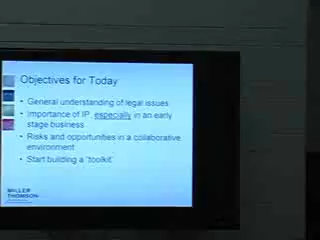 Objectives for Today
• General understanding of legal issues
• Importance of IP, especially in an early
stage business
• Risks and opportunities in a collaborative
environment
• Start building a "toolkit"
MILLER
THOMSON